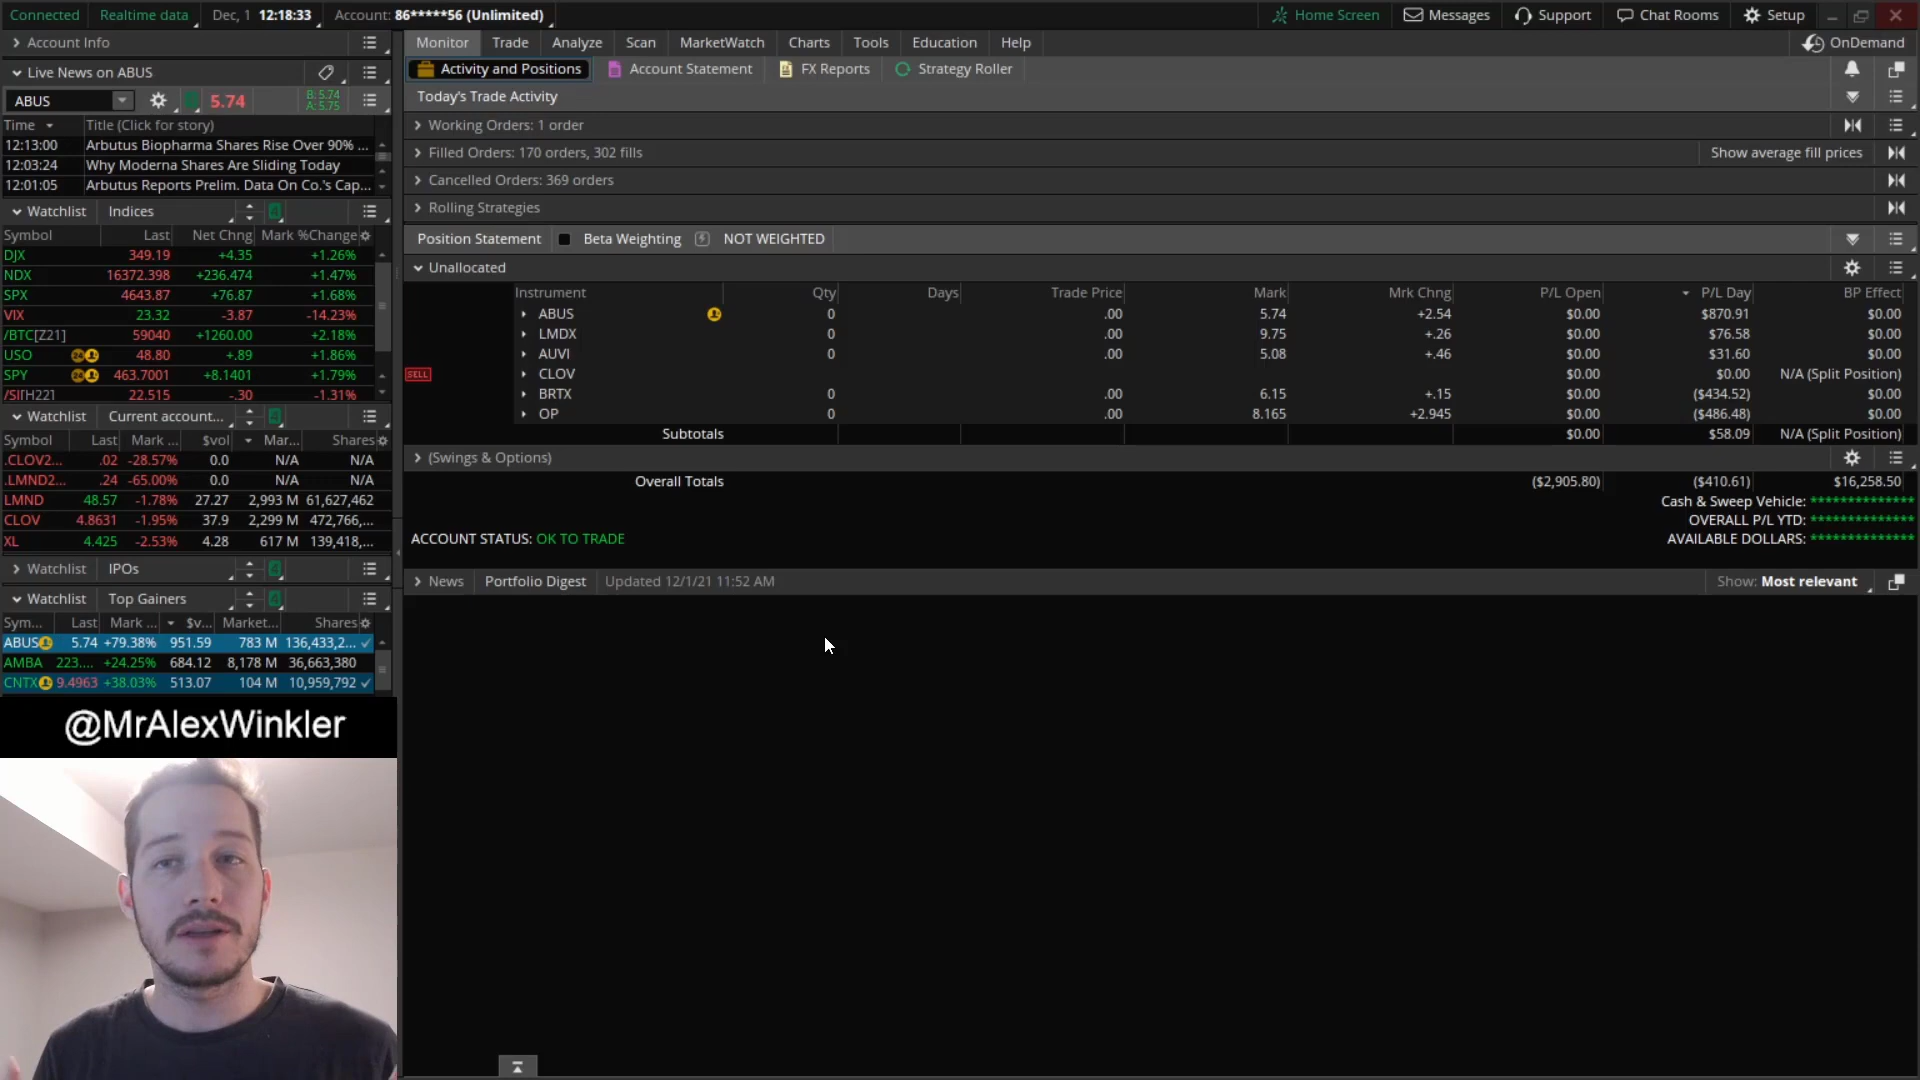 Connected Realtime data Dec, 1 12:18:33 Account: 86*****56 (Unlimited) Home Screen Messages Support Chat Rooms Setup
Account Info
Monitor Trade Analyze Scan MarketWatch Charts Tools Education Help OnDemand
Live News on ABUS
Activity and Positions Account Statement FX Reports Strategy Roller
ABUS 5.74 B: 5.74 A: 5.75
Time Title (Click for story)
12:13:00 Arbutus Biopharma Shares Rise Over 90% ...
12:03:24 Why Moderna Shares Are Sliding Today
12:01:05 Arbutus Reports Prelim. Data On Co.'s Cap...
Watchlist Indices
Symbol Last Net Chng Mark %Change
DJX 349.19 +4.35 +1.26%
NDX 16372.398 +236.474 +1.47%
SPX 4643.87 +76.87 +1.68%
VIX 23.32 -3.87 -14.23%
/BTC[Z21] 59040 +1260.00 +2.18%
USO 48.80 +.89 +1.86%
SPY 463.7001 +8.1401 +1.79%
/SI[H22] 22.515 -.30 -1.31%
Watchlist Current account...
Symbol Last Mark ... $vol Mar... Shares
.CLOV2... .02 -28.57% 0.0 N/A N/A
.LMND2... .24 -65.00% 0.0 N/A N/A
LMND 48.57 -1.78% 27.27 2,993 M 61,627,462
CLOV 4.8631 -1.95% 37.9 2,299 M 472,766,...
XL 4.425 -2.53% 4.28 617 M 139,418,...
Watchlist IPOs
Watchlist Top Gainers
Sym... Last Mark ... $v... Market... Shares
ABUS 5.74 +79.38% 951.59 783 M 136,433,2...
AMBA 223.... +24.25% 684.12 8,178 M 36,663,380
CNTX 9.4963 +38.03% 513.07 104 M 10,959,792
@MrAlexWinkler
Today's Trade Activity
Working Orders: 1 order
Filled Orders: 170 orders, 302 fills Show average fill prices
Cancelled Orders: 369 orders
Rolling Strategies
Position Statement Beta Weighting NOT WEIGHTED
Unallocated
Instrument Qty Days Trade Price Mark Mrk Chng P/L Open P/L Day BP Effect
ABUS 0 .00 5.74 +2.54 $0.00 $870.91 $0.00
LMDX 0 .00 9.75 +.26 $0.00 $76.58 $0.00
AUVI 0 .00 5.08 +.46 $0.00 $31.60 $0.00
SELL CLOV $0.00 $0.00 N/A (Split Position)
BRTX 0 .00 6.15 +.15 $0.00 ($434.52) $0.00
OP 0 .00 8.165 +2.945 $0.00 ($486.48) $0.00
Subtotals $0.00 $58.09 N/A (Split Position)
(Swings & Options)
Overall Totals ($2,905.80) ($410.61) $16,258.50
Cash & Sweep Vehicle: **************
OVERALL P/L YTD: **************
ACCOUNT STATUS: OK TO TRADE AVAILABLE DOLLARS: **************
News Portfolio Digest Updated 12/1/21 11:52 AM Show: Most relevant